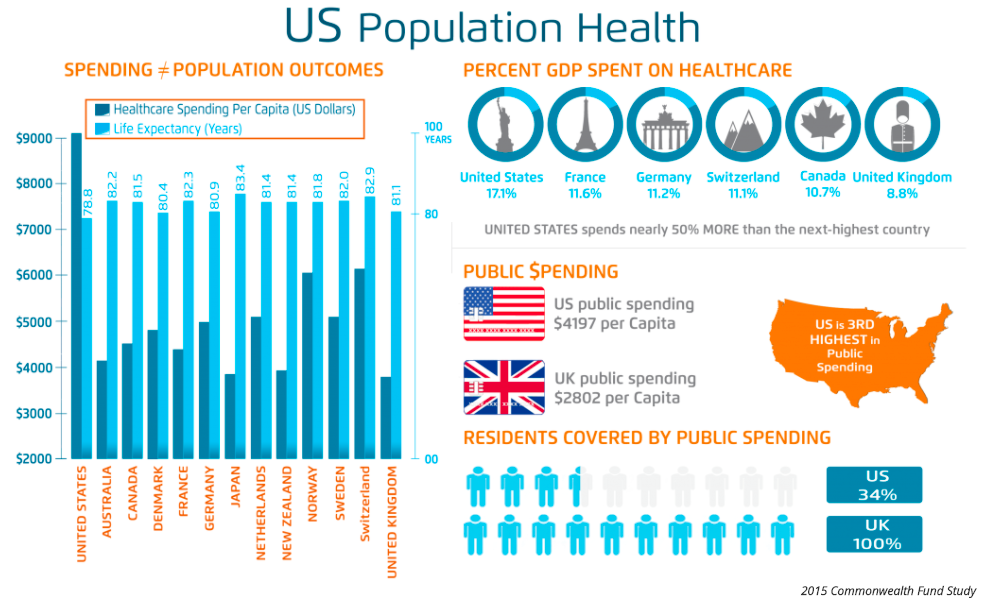 US Population Health
SPENDING ≠ POPULATION OUTCOMES
Healthcare Spending Per Capita (US Dollars)
Life Expectancy (Years)
$9000
$8000
$7000
$6000
$5000
$4000
$3000
$2000
100
YEARS
80
00
78.8
82.2
81.5
80.4
82.3
80.9
83.4
81.4
81.4
81.8
82.0
82.9
81.1
UNITED STATES
AUSTRALIA
CANADA
DENMARK
FRANCE
GERMANY
JAPAN
NETHERLANDS
NEW ZEALAND
NORWAY
SWEDEN
Switzerland
UNITED KINGDOM
PERCENT GDP SPENT ON HEALTHCARE
United States
17.1%
France
11.6%
Germany
11.2%
Switzerland
11.1%
Canada
10.7%
United Kingdom
8.8%
UNITED STATES spends nearly 50% MORE than the next-highest country
PUBLIC $PENDING
US public spending
$4197 per Capita
UK public spending
$2802 per Capita
US is 3RD
HIGHEST in
Public
Spending
RESIDENTS COVERED BY PUBLIC SPENDING
US
34%
UK
100%
2015 Commonwealth Fund Study